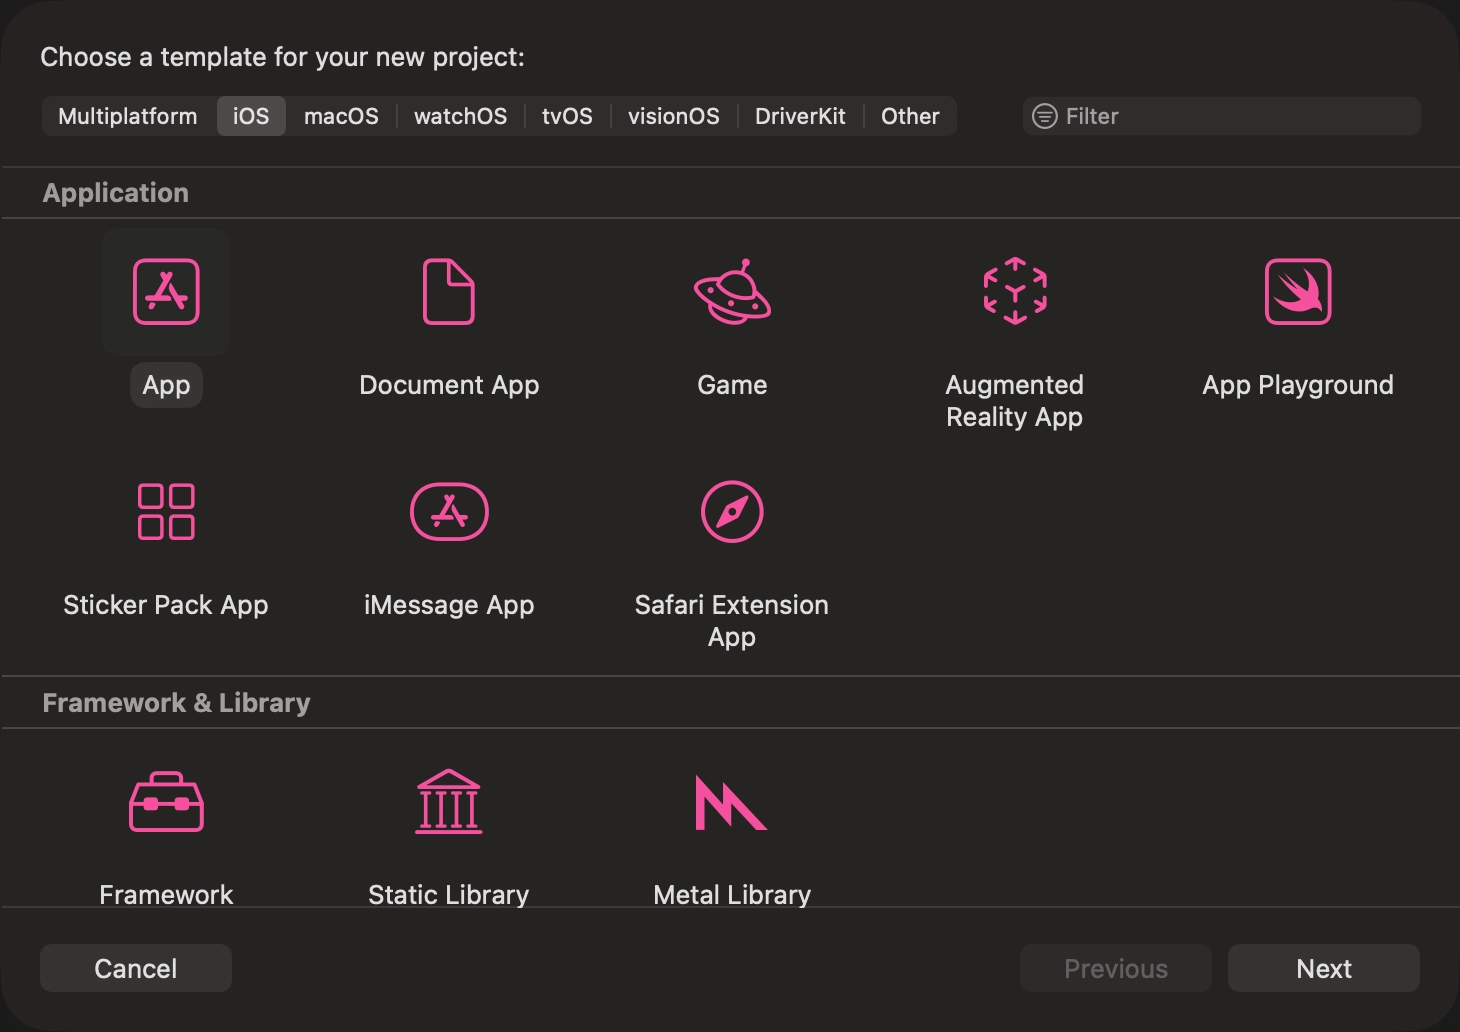 Choose a template for your new project:
Multiplatform iOS macOS watchOS tvOS visionOS DriverKit Other Filter
Application
App Document App Game Augmented Reality App App Playground
Sticker Pack App iMessage App Safari Extension App
Framework & Library
Framework Static Library Metal Library
Cancel Previous Next